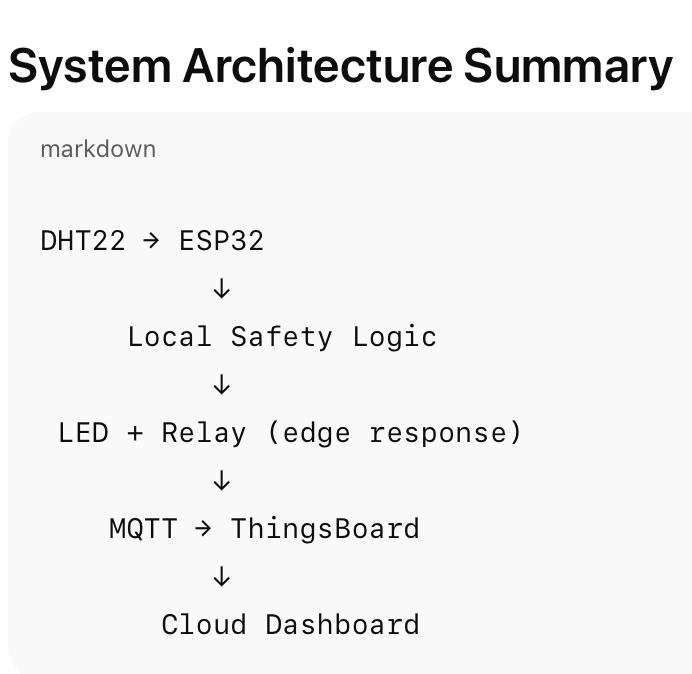 System Architecture Summary
markdown
DHT22 → ESP32
↓
Local Safety Logic
↓
LED + Relay (edge response)
↓
MQTT → ThingsBoard
↓
Cloud Dashboard